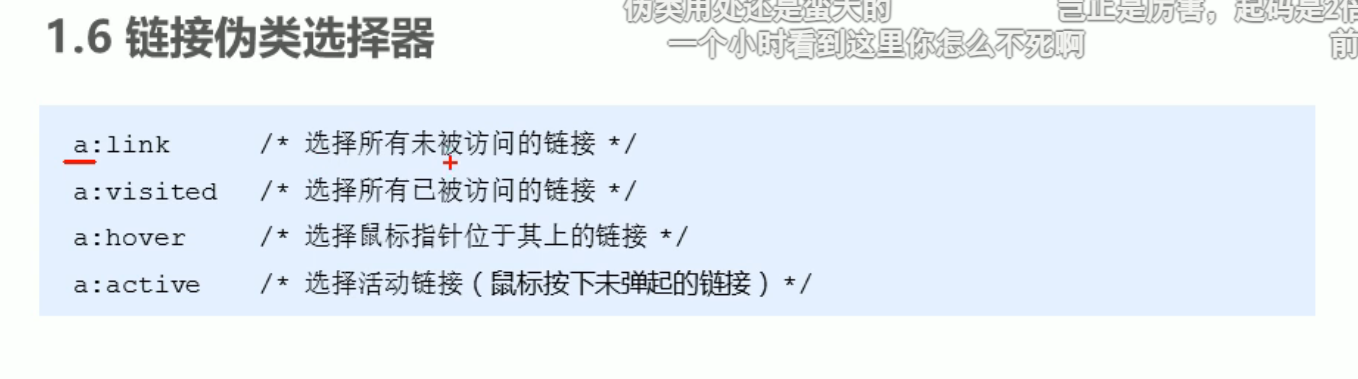 伪类用处还是蛮大的
岂止是厉害，起码是2倍
1.6 链接伪类选择器
一个小时看到这里你怎么不死啊
前
a:link /* 选择所有未被访问的链接 */
a:visited /* 选择所有已被访问的链接 */
a:hover /* 选择鼠标指针位于其上的链接 */
a:active /* 选择活动链接（鼠标按下未弹起的链接）*/